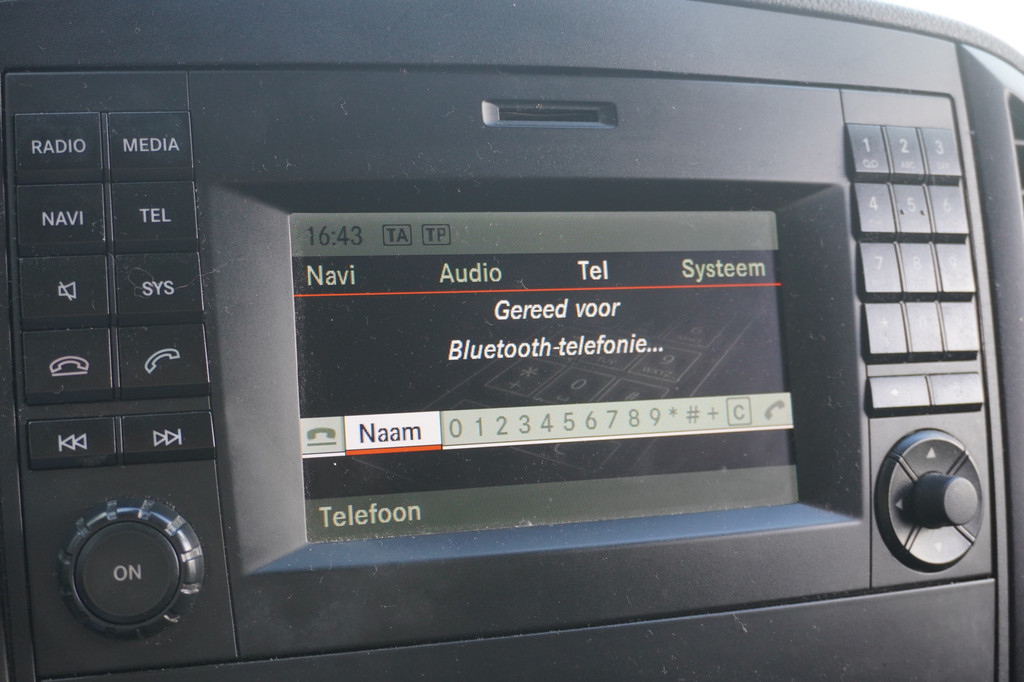 RADIO MEDIA
NAVI TEL
SYS
ON
16:43 TA TP
Navi Audio Tel Systeem
Gereed voor
Bluetooth-telefonie...
Naam 0 1 2 3 4 5 6 7 8 9 * # + C
Telefoon
1 2 3
4 5 6
7 8 9